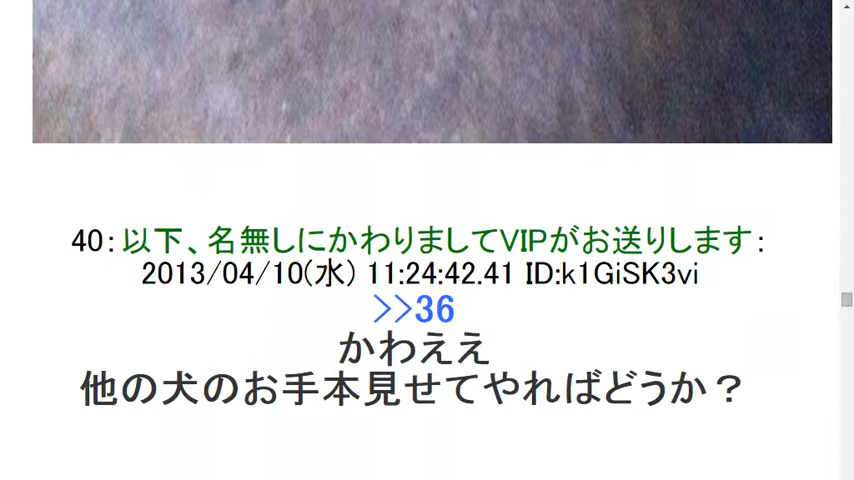 40：以下、名無しにかわりましてVIPがお送りします：
2013/04/10(水) 11:24:42.41 ID:k1GiSK3vi
>>36
かわええ
他の犬のお手本見せてやればどうか？